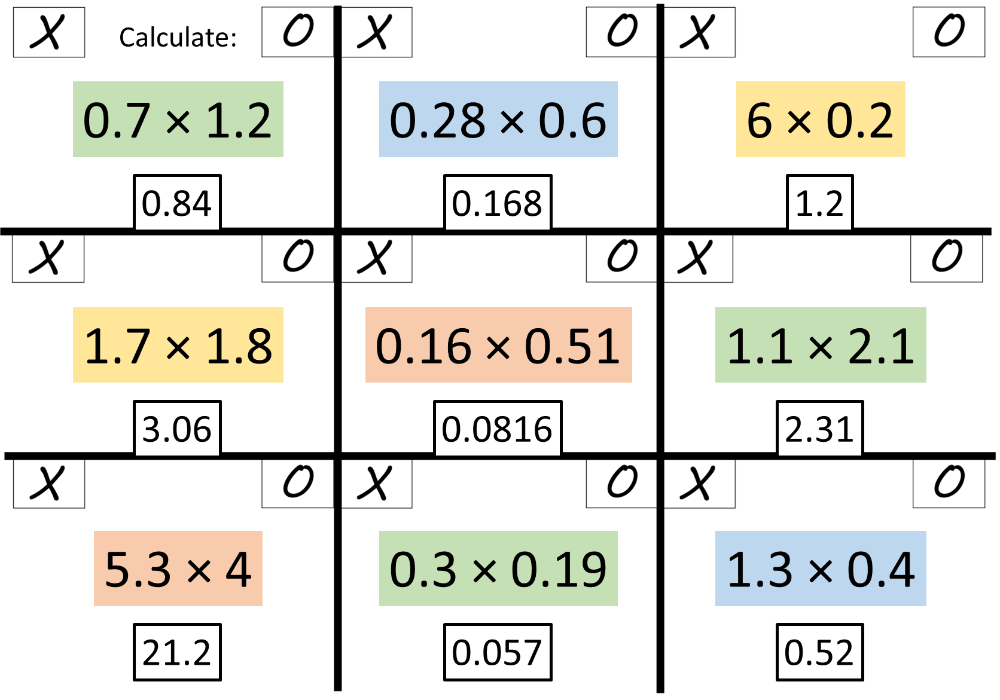 X Calculate: O X O X O
0.7 × 1.2 0.28 × 0.6 6 × 0.2
0.84 0.168 1.2
X O X O X O
1.7 × 1.8 0.16 × 0.51 1.1 × 2.1
3.06 0.0816 2.31
X O X O X O
5.3 × 4 0.3 × 0.19 1.3 × 0.4
21.2 0.057 0.52